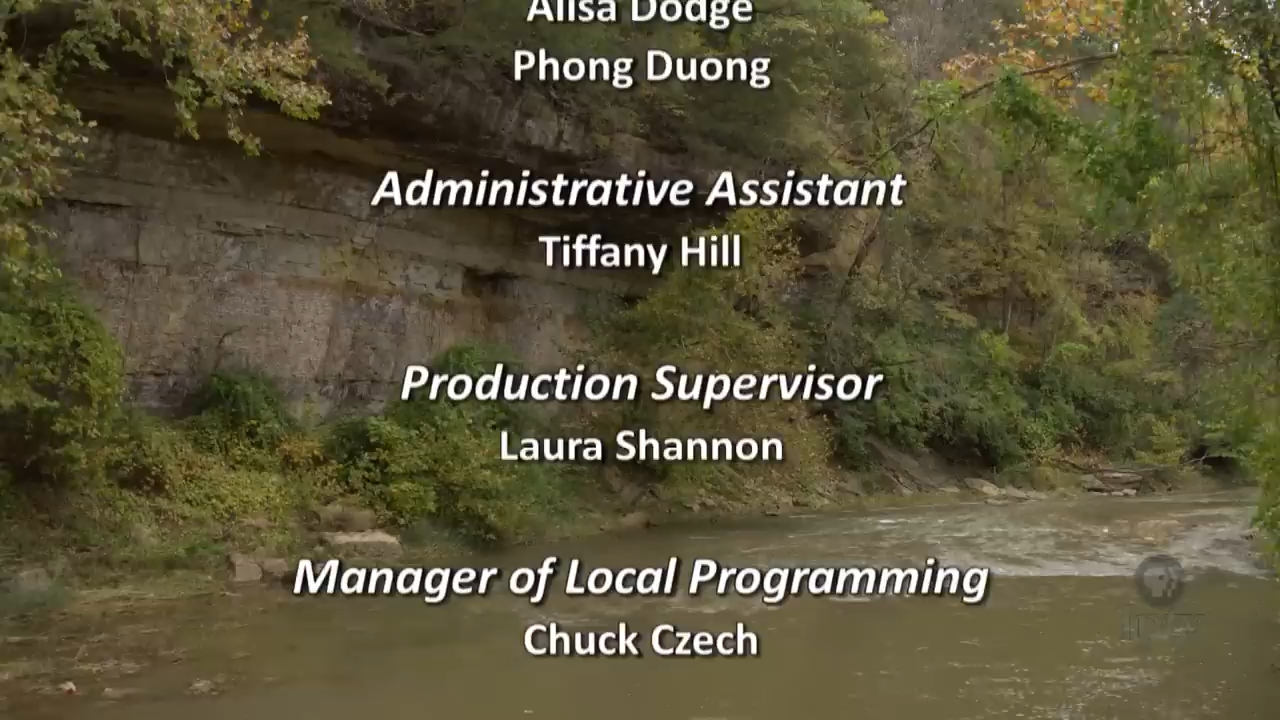 Alisa Dodge
Phong Duong
Administrative Assistant
Tiffany Hill
Production Supervisor
Laura Shannon
Manager of Local Programming
Chuck Czech